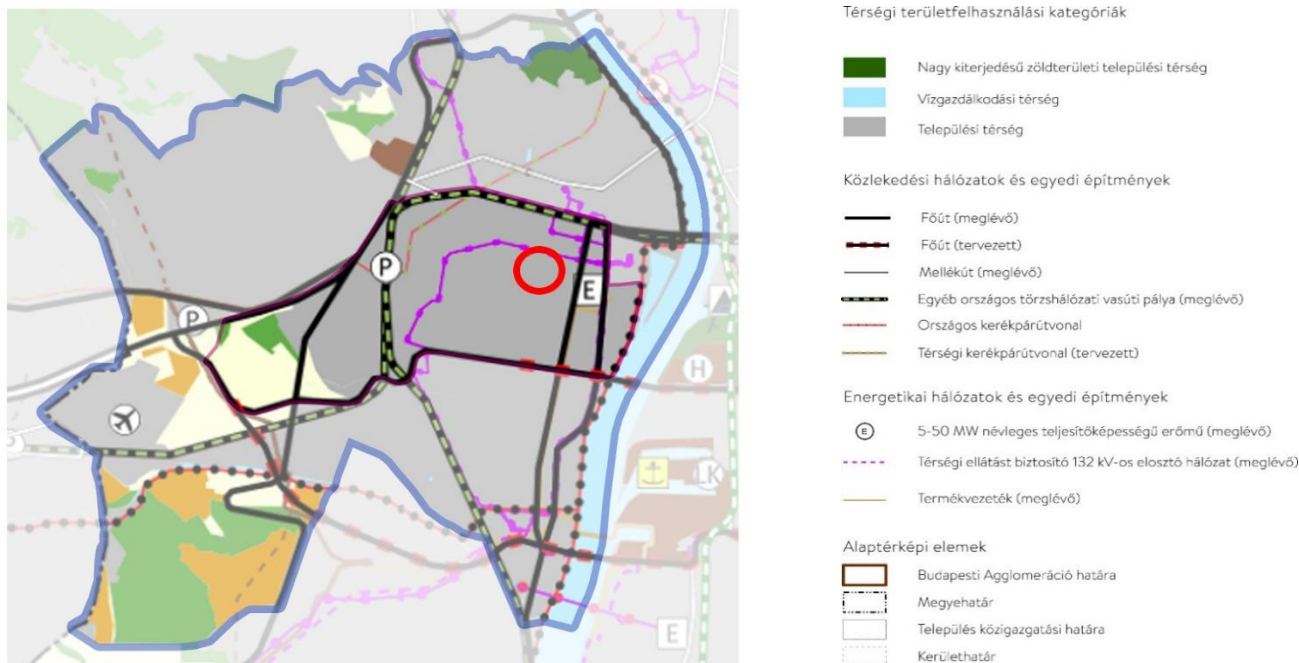 Térségi területfelhasználási kategóriák
Nagy kiterjedésű zöldterületi települési térség
Vízgazdálkodási térség
Települési térség
Közlekedési hálózatok és egyedi építmények
Főút (meglévő)
Főút (tervezett)
Mellékút (meglévő)
Egyéb országos törzshálózati vasúti pálya (meglévő)
Országos kerékpárútvonal
Térségi kerékpárútvonal (tervezett)
Energetikai hálózatok és egyedi építmények
E 5-50 MW névleges teljesítőképességű erőmű (meglévő)
Térségi ellátást biztosító 132 kV-os elosztó hálózat (meglévő)
Termékvezeték (meglévő)
Alaptérképi elemek
Budapesti Agglomeráció határa
Megyehatár
Település közigazgatási határa
Kerülethatár
P
E
P
H
LK
E